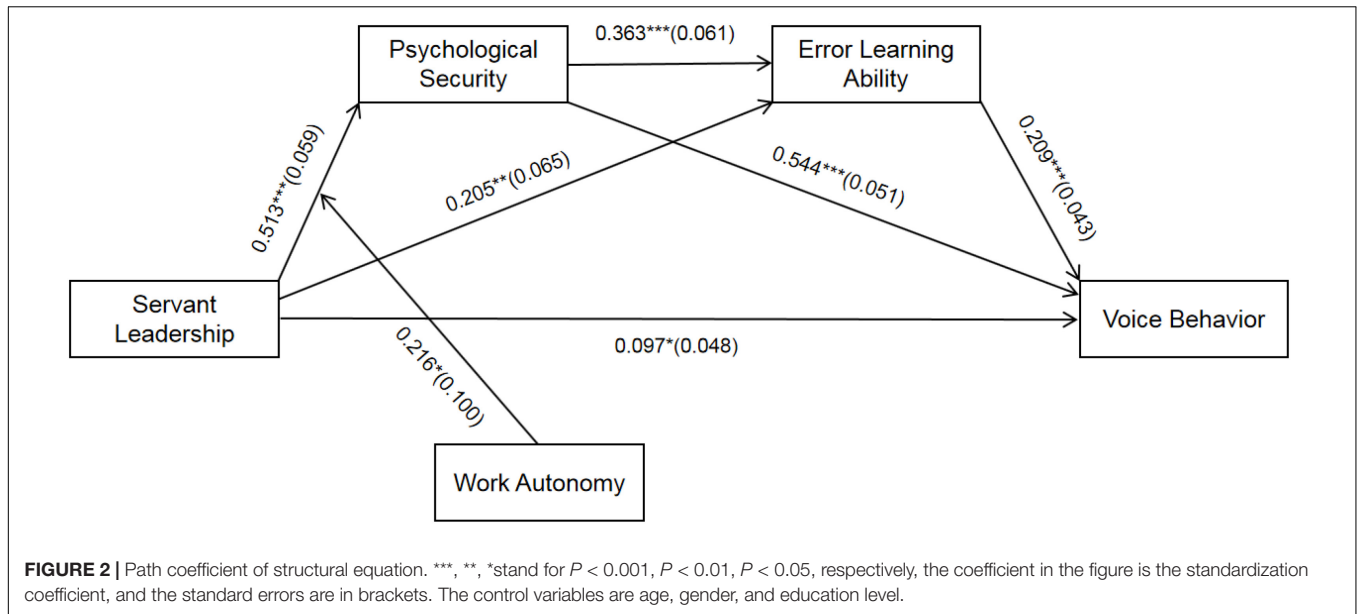 0.363***(0.061)
Psychological
Security
Error Learning
Ability
0.513***(0.059)
0.205**(0.065)
0.544***(0.051)
0.209***(0.043)
Servant
Leadership
Voice Behavior
0.097*(0.048)
0.216*(0.100)
Work Autonomy
FIGURE 2 | Path coefficient of structural equation. ***, **, *stand for P < 0.001, P < 0.01, P < 0.05, respectively, the coefficient in the figure is the standardization
coefficient, and the standard errors are in brackets. The control variables are age, gender, and education level.